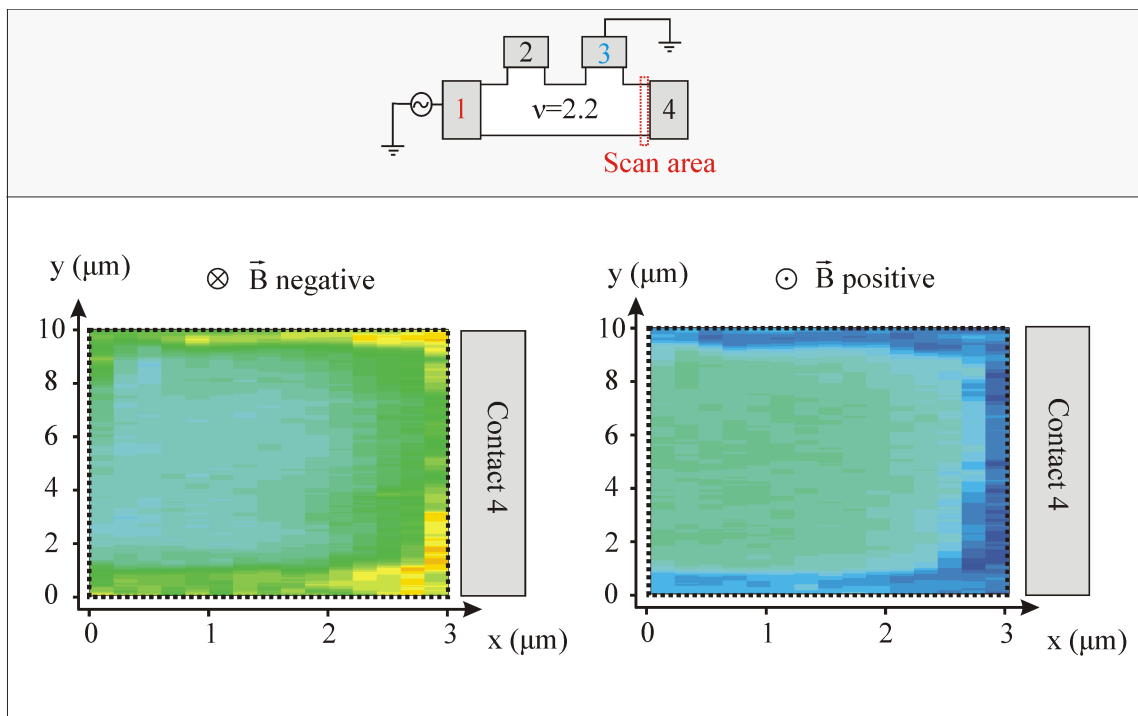 2
3
1
ν=2.2
4
Scan area
y (μm)
⊗ B⃗ negative
10
8
6
4
2
0
0
1
2
3
x (μm)
Contact 4
y (μm)
⊙ B⃗ positive
10
8
6
4
2
0
0
1
2
3
x (μm)
Contact 4